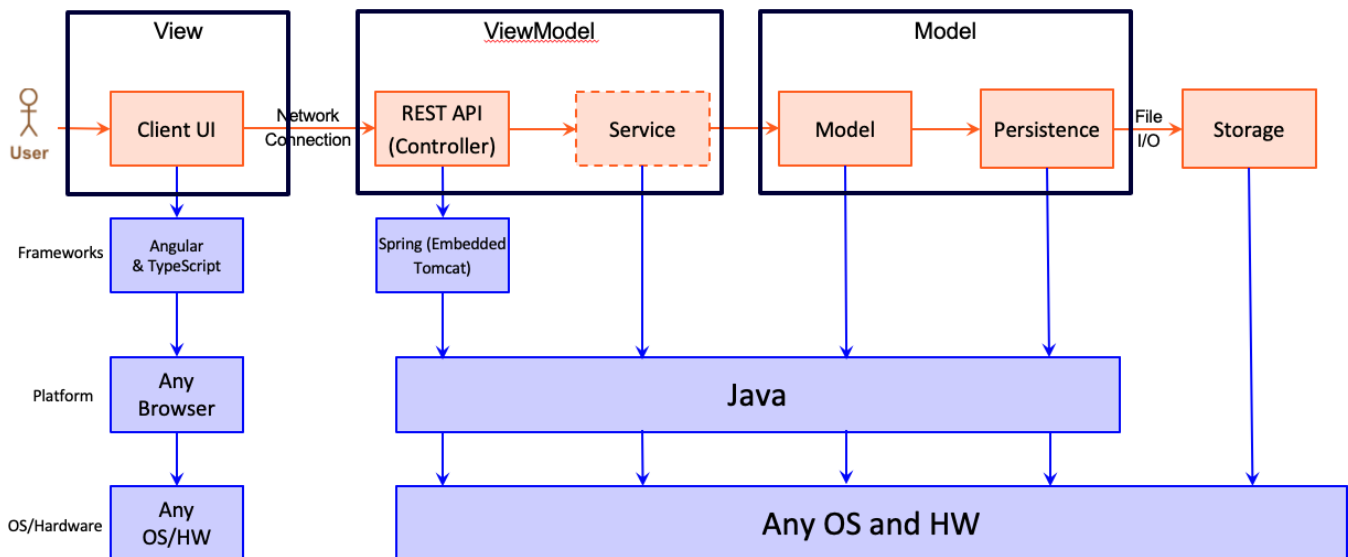 View
ViewModel
Model
User
Client UI
Network
Connection
REST API
(Controller)
Service
Model
Persistence
File
I/O
Storage
Frameworks
Angular
& TypeScript
Spring (Embedded
Tomcat)
Platform
Any
Browser
Java
OS/Hardware
Any
OS/HW
Any OS and HW